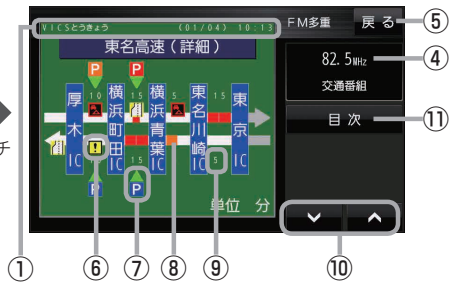 VICSとうきょう (01/04) 10:13
FM多重 戻る ⑤
東名高速(詳細)
82.5MHz ④
交通番組
目次 ⑪
P P
10 15 5 15
厚木IC 横浜町田IC 横浜青葉IC 東名川崎IC 東京IC
チ
!
15 5
P P
単位 分
① ⑥ ⑦ ⑧ ⑨ ⑩